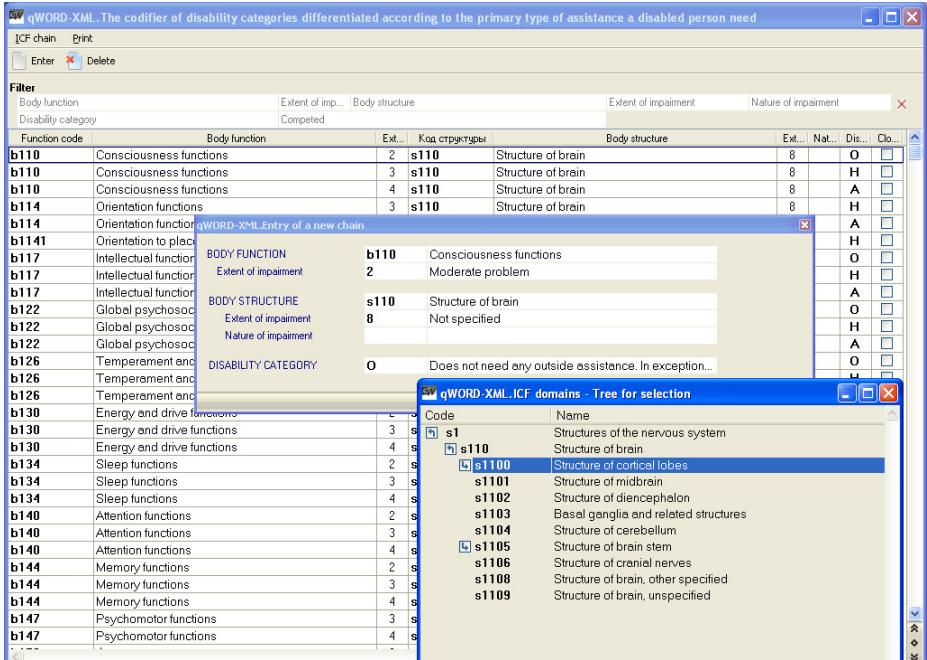 qWORD-XML.The codifier of disability categories differentiated according to the primary type of assistance a disabled person need
ICF chain Print
Enter Delete
Filter
Body function Extent of imp... Body structure Extent of impairment Nature of impairment
Disability category Competed
Function code Body function Ext... Код структуры Body structure Ext... Nat... Dis... Clo...
b110 Consciousness functions 2 s110 Structure of brain 8 O
b110 Consciousness functions 3 s110 Structure of brain 8 H
b110 Consciousness functions 4 s110 Structure of brain 8 A
b114 Orientation functions 3 s110 Structure of brain 8 H
b114 Orientation function A
b1141 Orientation to plac H
b117 Intellectual function O
b117 Intellectual function H
b117 Intellectual function A
b122 Global psychosoc O
b122 Global psychosoc H
b122 Global psychosoc A
b126 Temperament and O
b126 Temperament and H
b126 Temperament and
b130 Energy and drive functions 2
b130 Energy and drive functions 3 s
b130 Energy and drive functions 4 s
b134 Sleep functions 2 s
b134 Sleep functions 3 s
b134 Sleep functions 4 s
b140 Attention functions 2 s
b140 Attention functions 3 s
b140 Attention functions 4 s
b144 Memory functions 2 s
b144 Memory functions 3 s
b144 Memory functions 4 s
b147 Psychomotor functions 3 s
b147 Psychomotor functions 4 s
qWORD-XML.Entry of a new chain
BODY FUNCTION b110 Consciousness functions
Extent of impairment 2 Moderate problem
BODY STRUCTURE s110 Structure of brain
Extent of impairment 8 Not specified
Nature of impairment
DISABILITY CATEGORY O Does not need any outside assistance. In exception...
qWORD-XML.ICF domains - Tree for selection
Code Name
s1 Structures of the nervous system
s110 Structure of brain
s1100 Structure of cortical lobes
s1101 Structure of midbrain
s1102 Structure of diencephalon
s1103 Basal ganglia and related structures
s1104 Structure of cerebellum
s1105 Structure of brain stem
s1106 Structure of cranial nerves
s1108 Structure of brain, other specified
s1109 Structure of brain, unspecified